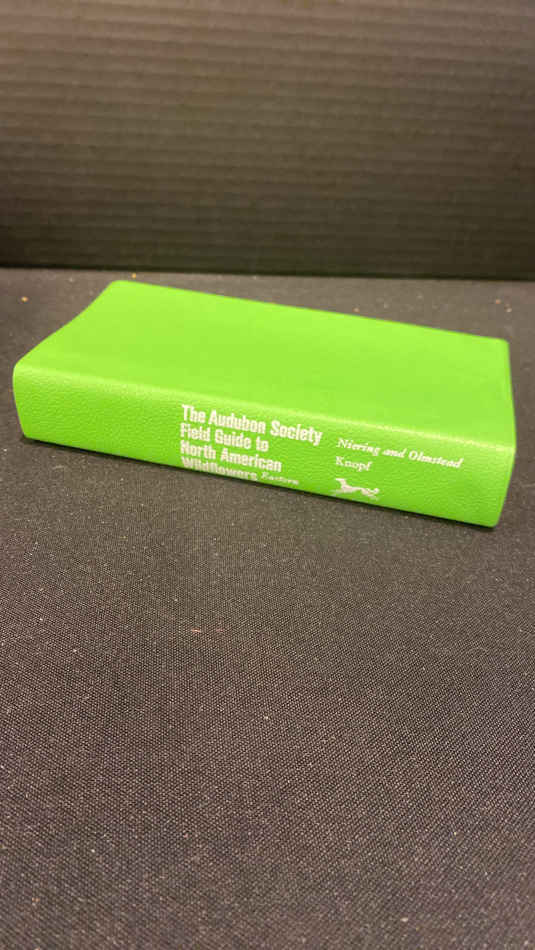 The Audubon Society
Field Guide to
North American
Wildflowers Eastern
Niering and Olmstead
Knopf